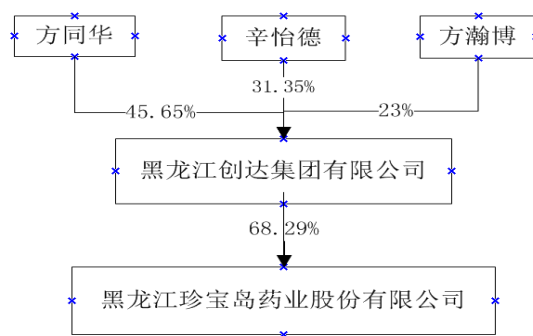 方同华
辛怡德
方瀚博
31.35%
45.65%
23%
黑龙江创达集团有限公司
68.29%
黑龙江珍宝岛药业股份有限公司